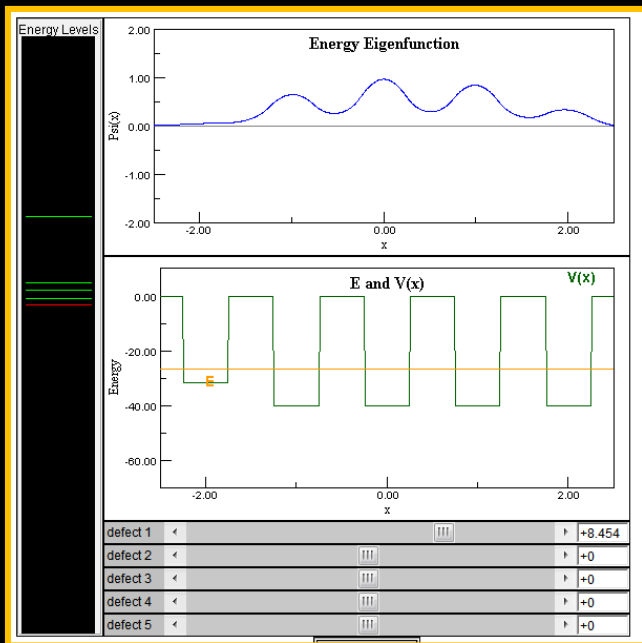 Energy Levels
Energy Eigenfunction
2.00
1.00
0.00
-1.00
-2.00
Psi(x)
-2.00 0.00 2.00
x
E and V(x)
V(x)
0.00
-20.00
-40.00
-60.00
Energy
E
-2.00 0.00 2.00
x
defect 1 +8.454
defect 2 +0
defect 3 +0
defect 4 +0
defect 5 +0